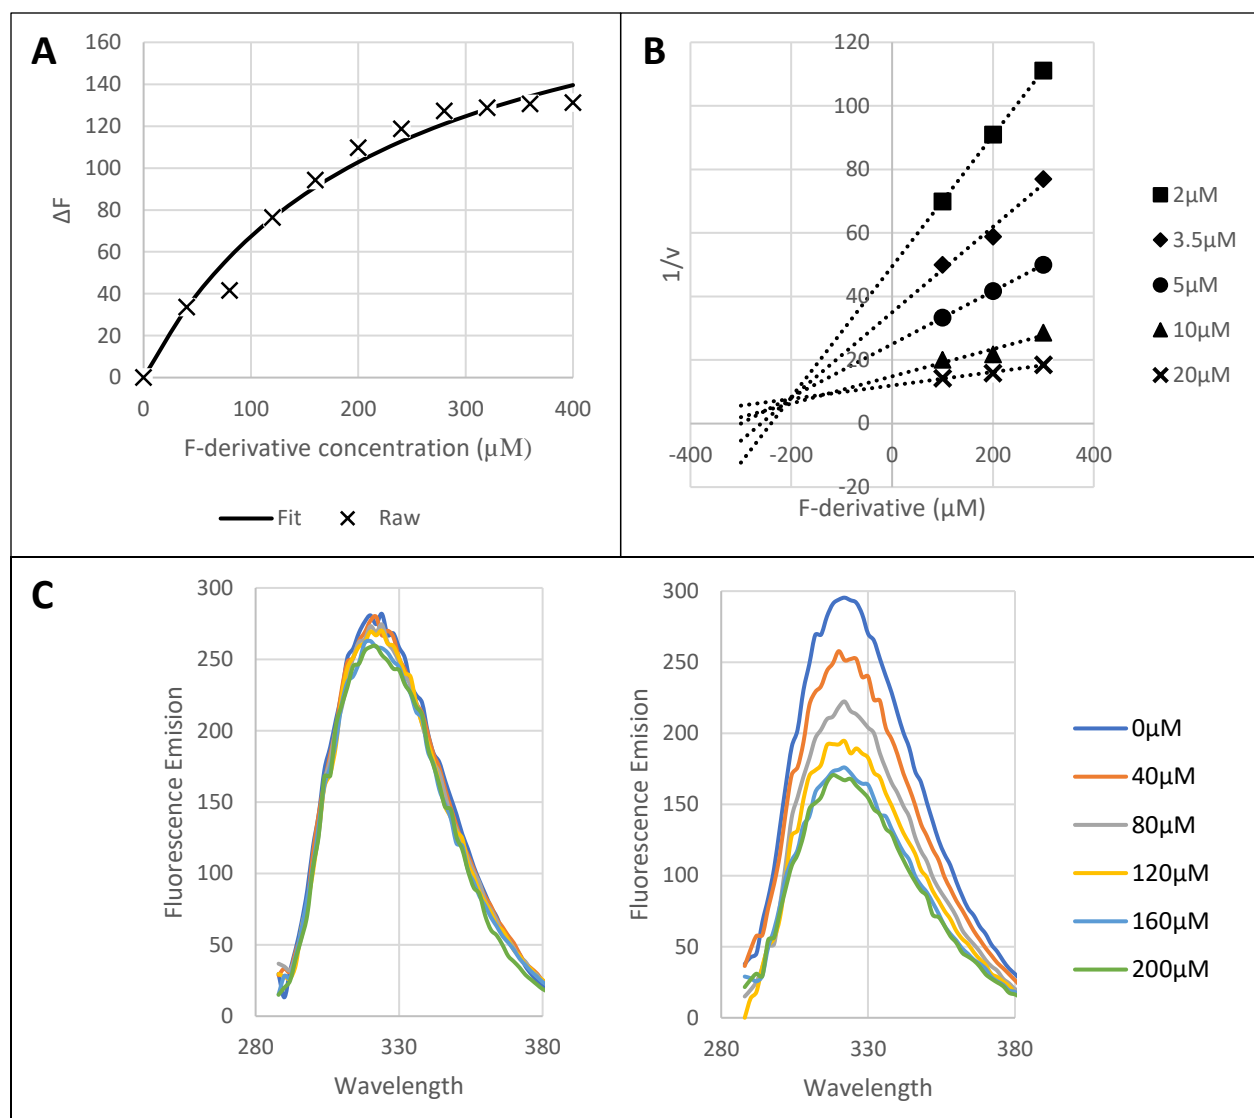 A
160
140
120
100
80
60
40
20
0
ΔF
0 100 200 300 400
F-derivative concentration (μM)
Fit Raw
B
120
100
80
60
40
20
0
-20
1/v
-400 -200 0 200 400
F-derivative (μM)
2μM
3.5μM
5μM
10μM
20μM
C
300
250
200
150
100
50
0
Fluorescence Emision
280 330 380
Wavelength
300
250
200
150
100
50
0
Fluorescence Emision
280 330 380
Wavelength
0μM
40μM
80μM
120μM
160μM
200μM